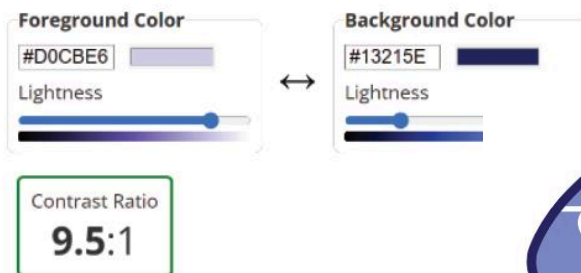 Foreground Color
#D0CBE6
Lightness
↔
Background Color
#13215E
Lightness
Contrast Ratio
9.5:1